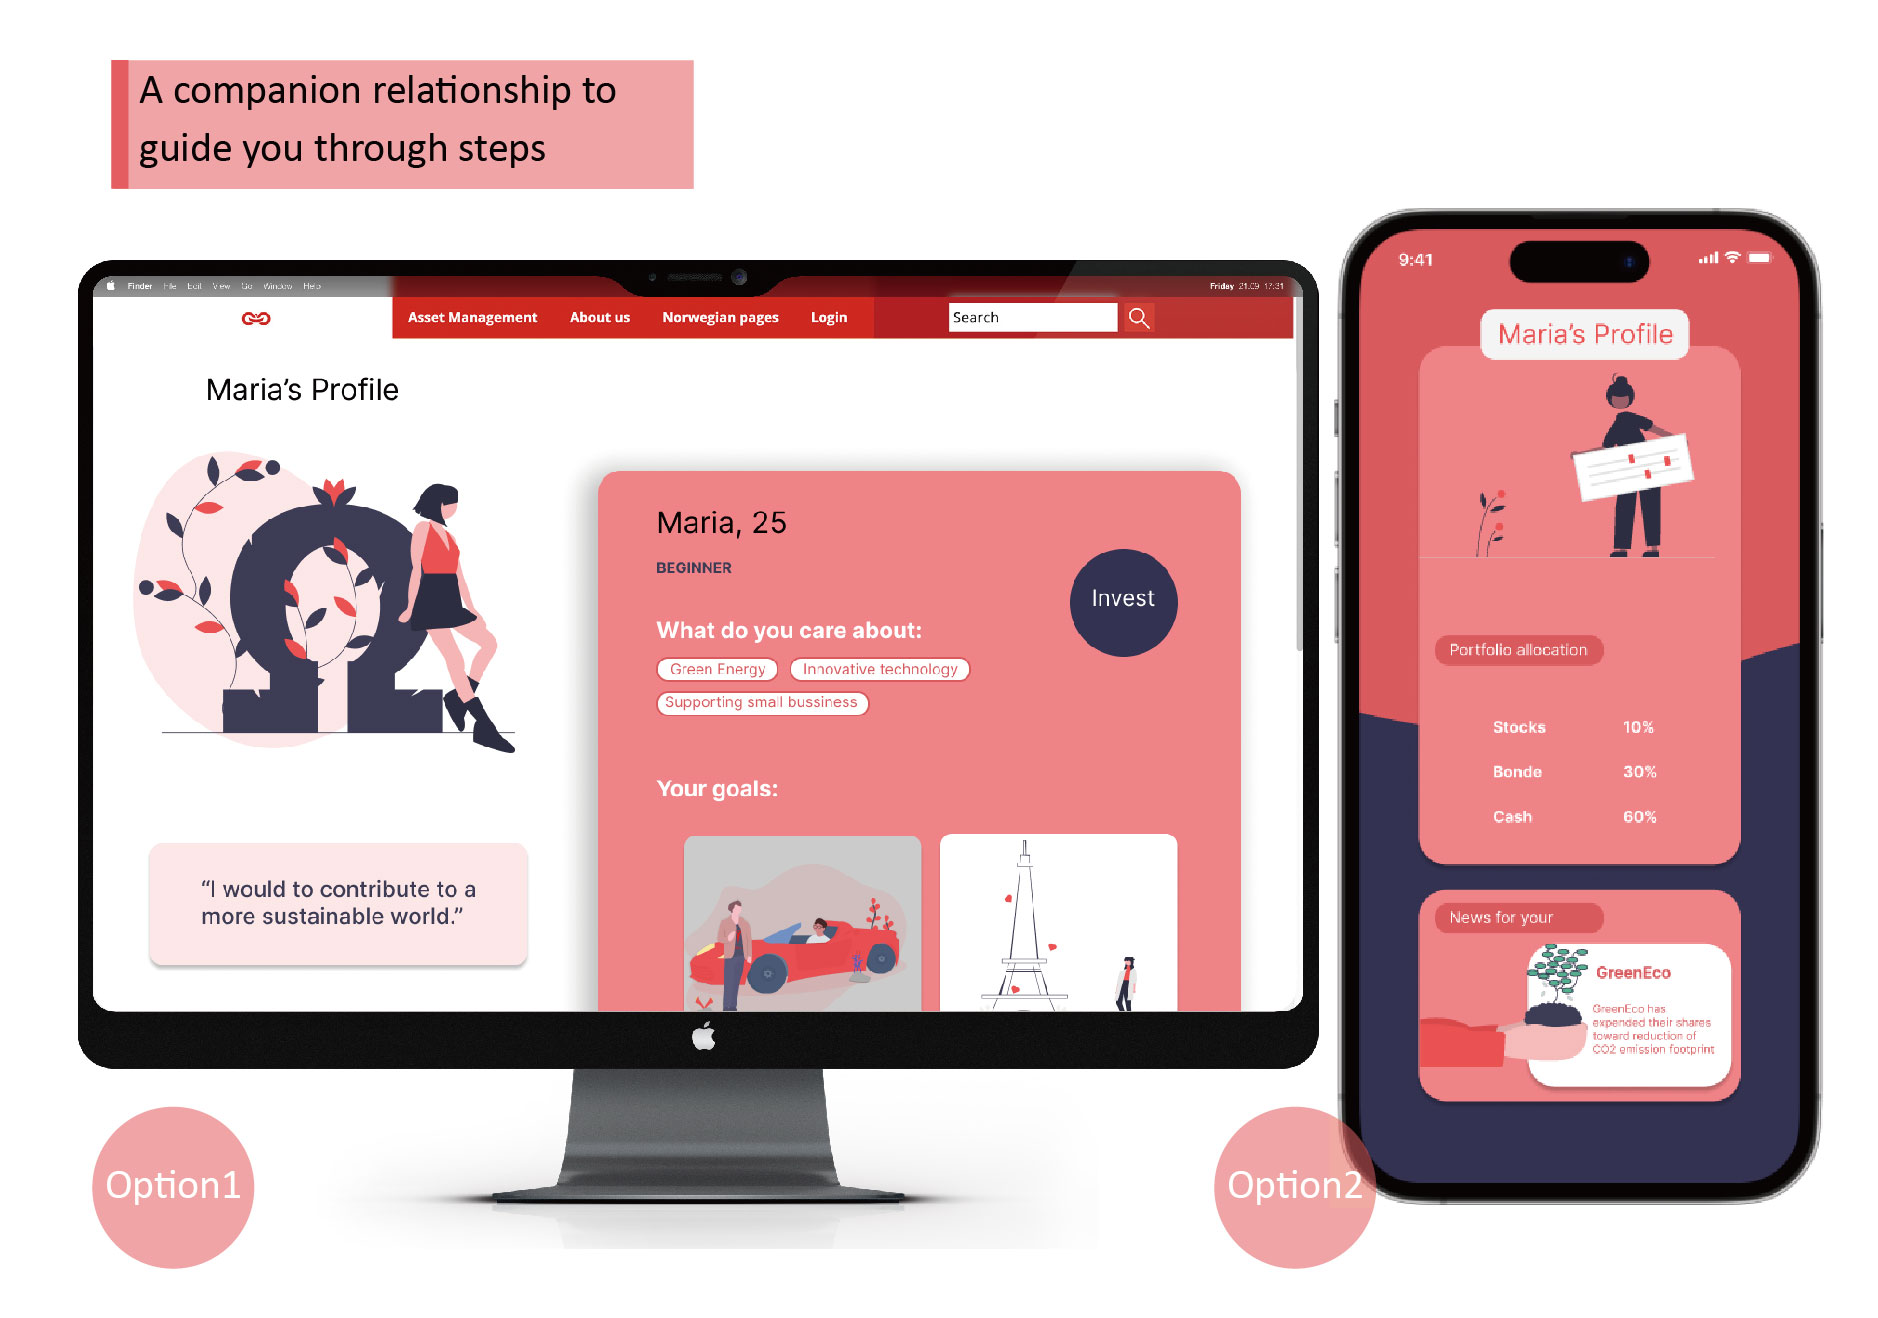 A companion relationship to
guide you through steps
Finder File Edit View Go Window Help
Friday 21.09 17:31
Asset Management About us Norwegian pages Login Search
Maria’s Profile
Maria, 25
BEGINNER
Invest
What do you care about:
Green Energy Innovative technology
Supporting small bussiness
Your goals:
“I would to contribute to a
more sustainable world.”
Option1
9:41
Maria’s Profile
Portfolio allocation
Stocks 10%
Bonde 30%
Cash 60%
News for your
GreenEco
GreenEco has
expended their shares
toward reduction of
CO2 emission footprint
Option2